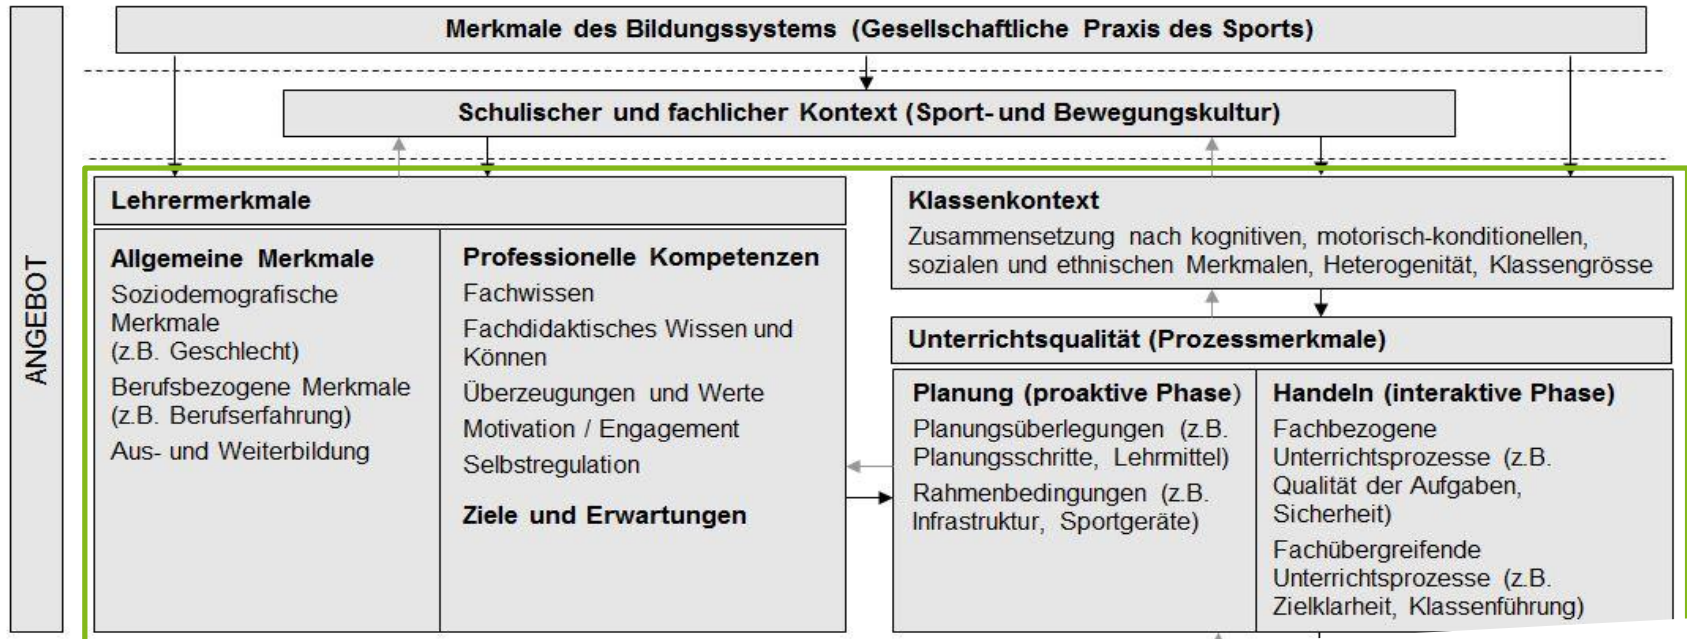 ANGEBOT
Merkmale des Bildungssystems (Gesellschaftliche Praxis des Sports)
Schulischer und fachlicher Kontext (Sport- und Bewegungskultur)
Lehrermerkmale
Allgemeine Merkmale
Soziodemografische
Merkmale
(z.B. Geschlecht)
Berufsbezogene Merkmale
(z.B. Berufserfahrung)
Aus- und Weiterbildung
Professionelle Kompetenzen
Fachwissen
Fachdidaktisches Wissen und
Können
Überzeugungen und Werte
Motivation / Engagement
Selbstregulation
Ziele und Erwartungen
Klassenkontext
Zusammensetzung nach kognitiven, motorisch-konditionellen,
sozialen und ethnischen Merkmalen, Heterogenität, Klassengrösse
Unterrichtsqualität (Prozessmerkmale)
Planung (proaktive Phase)
Planungsüberlegungen (z.B.
Planungsschritte, Lehrmittel)
Rahmenbedingungen (z.B.
Infrastruktur, Sportgeräte)
Handeln (interaktive Phase)
Fachbezogene
Unterrichtsprozesse (z.B.
Qualität der Aufgaben,
Sicherheit)
Fachübergreifende
Unterrichtsprozesse (z.B.
Zielklarheit, Klassenführung)